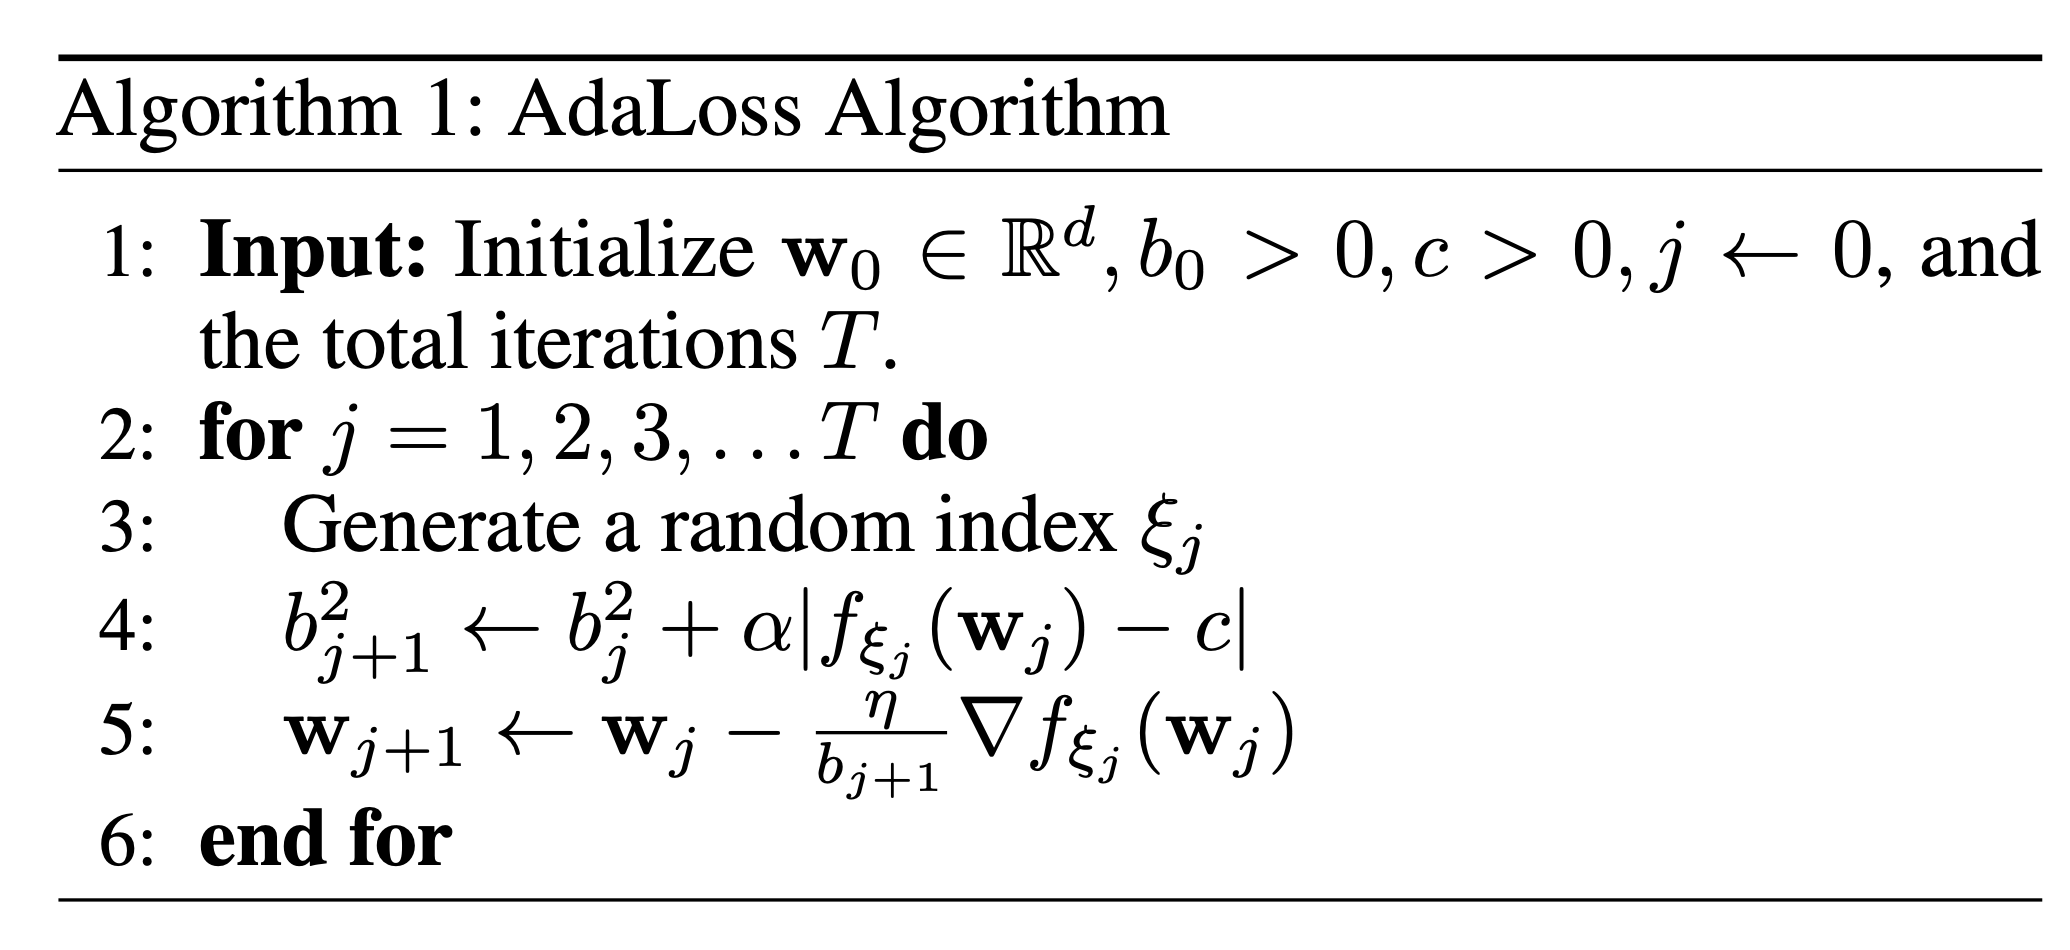 Algorithm 1: AdaLoss Algorithm
1: Input: Initialize $\mathbf{w}_0 \in \mathbb{R}^d, b_0 > 0, c > 0, j \leftarrow 0$, and
the total iterations $T$.
2: for $j = 1, 2, 3, \ldots T$ do
3: Generate a random index $\xi_j$
4: $b_{j+1}^2 \leftarrow b_j^2 + \alpha |f_{\xi_j}(\mathbf{w}_j) - c|$
5: $\mathbf{w}_{j+1} \leftarrow \mathbf{w}_j - \frac{\eta}{b_{j+1}} \nabla f_{\xi_j}(\mathbf{w}_j)$
6: end for